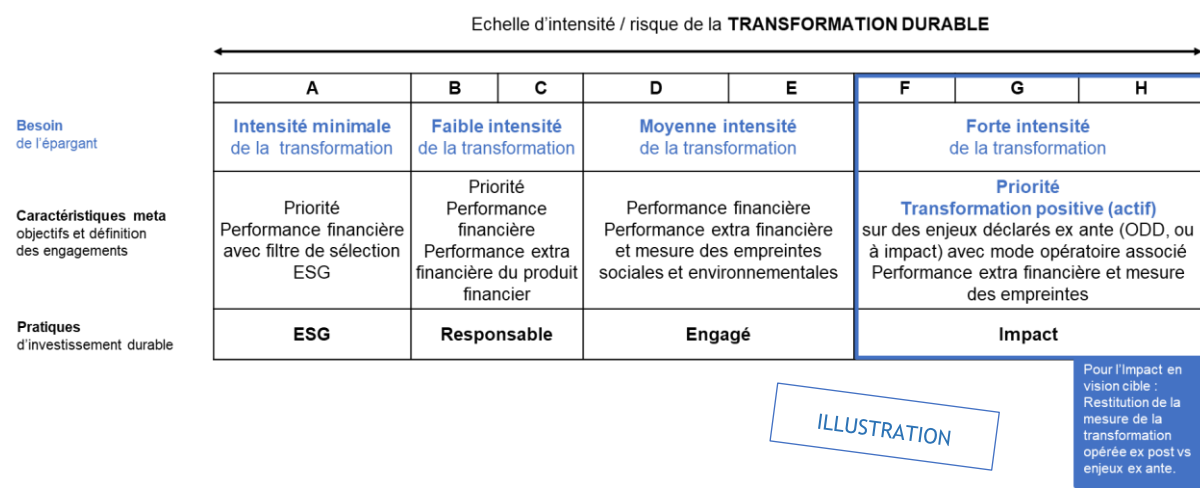 Echelle d'intensité / risque de la TRANSFORMATION DURABLE
A
B
C
D
E
F
G
H
Besoin
de l'épargant
Intensité minimale
de la transformation
Faible intensité
de la transformation
Moyenne intensité
de la transformation
Forte intensité
de la transformation
Caractéristiques meta
objectifs et définition
des engagements
Priorité
Performance financière
avec filtre de sélection
ESG
Priorité
Performance
financière
Performance extra
financière du produit
financier
Performance financière
Performance extra financière
et mesure des empreintes
sociales et environnementales
Priorité
Transformation positive (actif)
sur des enjeux déclarés ex ante (ODD, ou
à impact) avec mode opératoire associé
Performance extra financière et mesure
des empreintes
Pratiques
d'investissement durable
ESG
Responsable
Engagé
Impact
Pour l'Impact en
vision cible :
Restitution de la
mesure de la
transformation
opérée ex post vs
enjeux ex ante.
ILLUSTRATION